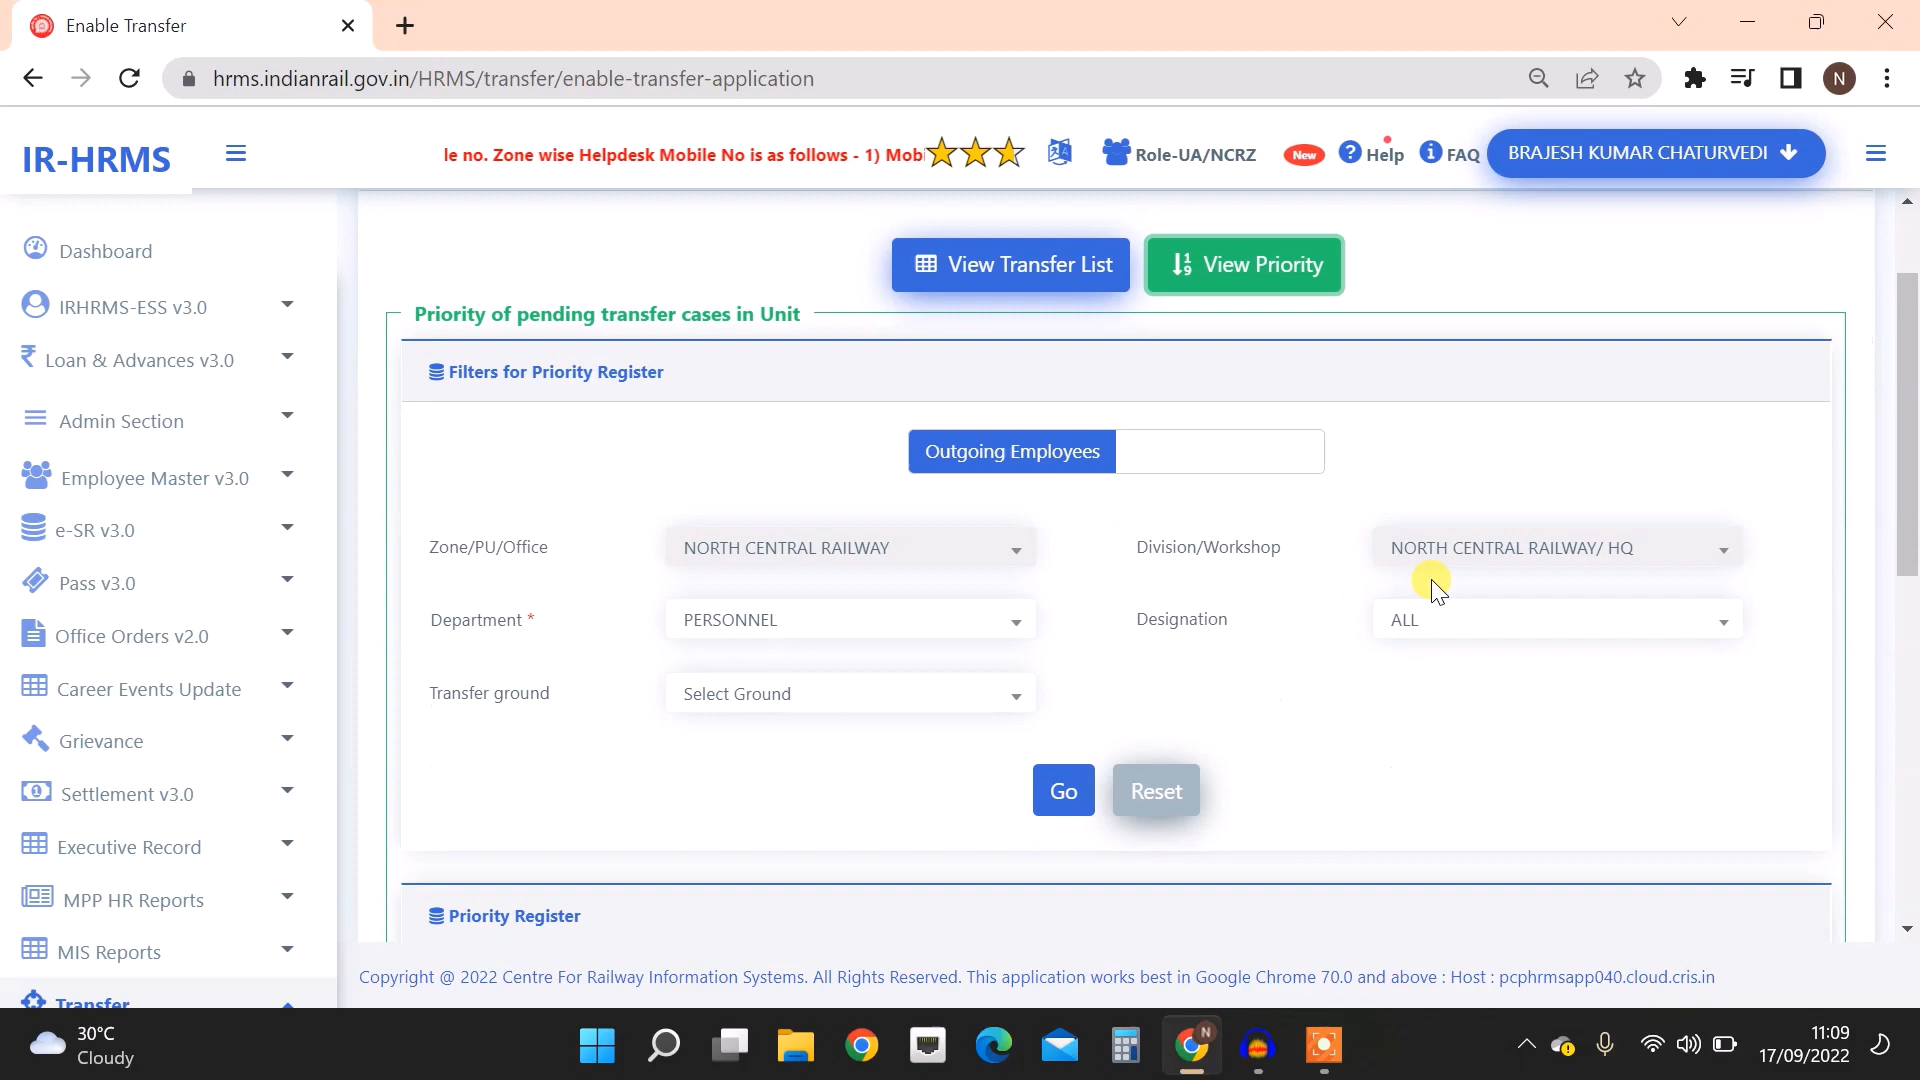 Enable Transfer
hrms.indianrail.gov.in/HRMS/transfer/enable-transfer-application
N
IR-HRMS
le no. Zone wise Helpdesk Mobile No is as follows - 1) Mob
Role-UA/NCRZ
New
Help
FAQ
BRAJESH KUMAR CHATURVEDI
Dashboard
IRHRMS-ESS v3.0
Loan & Advances v3.0
Admin Section
Employee Master v3.0
e-SR v3.0
Pass v3.0
Office Orders v2.0
Career Events Update
Grievance
Settlement v3.0
Executive Record
MPP HR Reports
MIS Reports
Transfer
View Transfer List
View Priority
Priority of pending transfer cases in Unit
Filters for Priority Register
Outgoing Employees
Zone/PU/Office
NORTH CENTRAL RAILWAY
Division/Workshop
NORTH CENTRAL RAILWAY/ HQ
Department *
PERSONNEL
Designation
ALL
Transfer ground
Select Ground
Go
Reset
Priority Register
Copyright @ 2022 Centre For Railway Information Systems. All Rights Reserved. This application works best in Google Chrome 70.0 and above : Host : pcphrmsapp040.cloud.cris.in
30°C
Cloudy
N
11:09
17/09/2022